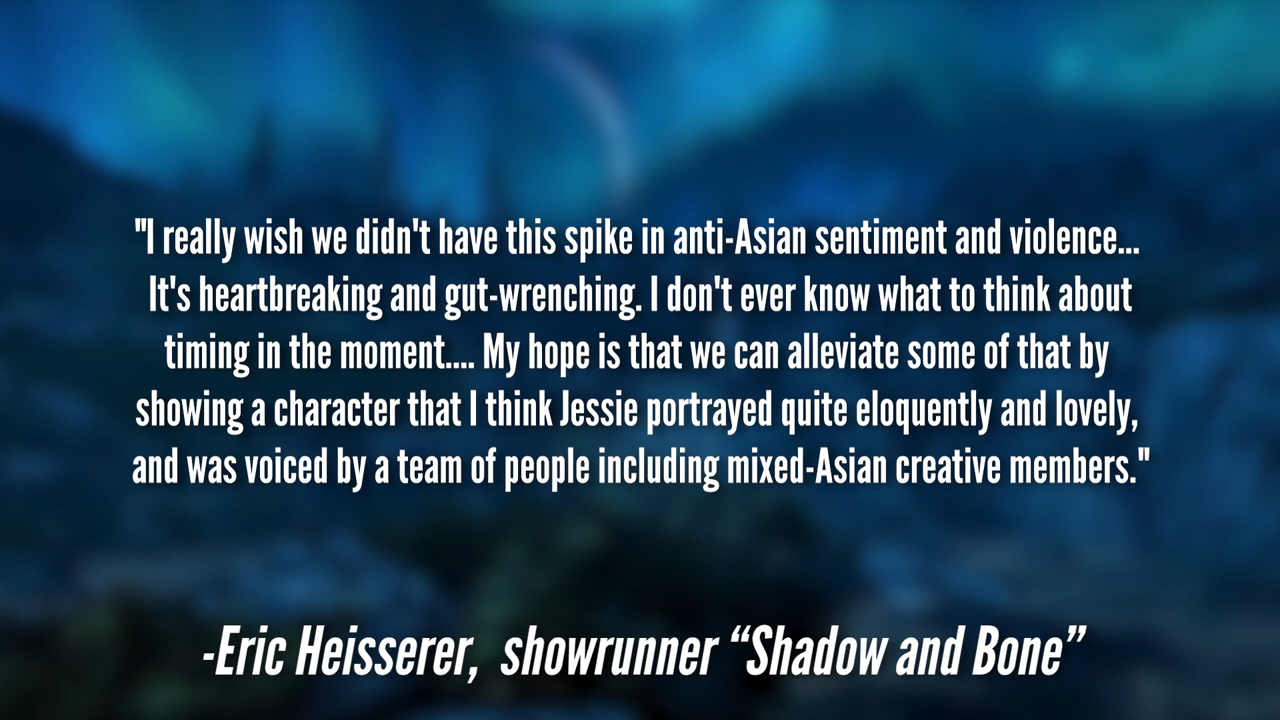 "I really wish we didn't have this spike in anti-Asian sentiment and violence...
It's heartbreaking and gut-wrenching. I don't ever know what to think about
timing in the moment.... My hope is that we can alleviate some of that by
showing a character that I think Jessie portrayed quite eloquently and lovely,
and was voiced by a team of people including mixed-Asian creative members."
-Eric Heisserer, showrunner “Shadow and Bone”